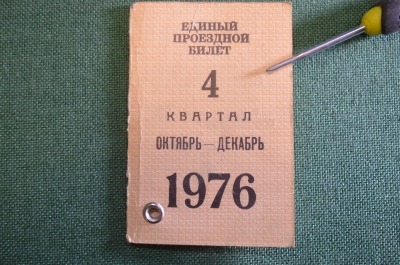 ЕДИНЫЙ
ПРОЕЗДНОЙ
БИЛЕТ
4
КВАРТАЛ
ОКТЯБРЬ—ДЕКАБРЬ
1976